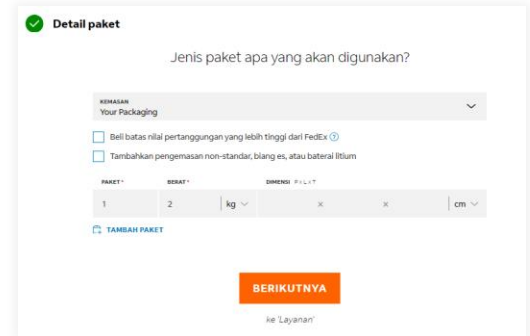 Detail paket
Jenis paket apa yang akan digunakan?
KEMASAN
Your Packaging
Beli batas nilai pertanggungan yang lebih tinggi dari FedEx ?
Tambahkan pengemasan non-standar, biang es, atau baterai litium
PAKET* BERAT* DIMENSI P x L x T
1 2 kg × × cm
TAMBAH PAKET
BERIKUTNYA
ke 'Layanan'